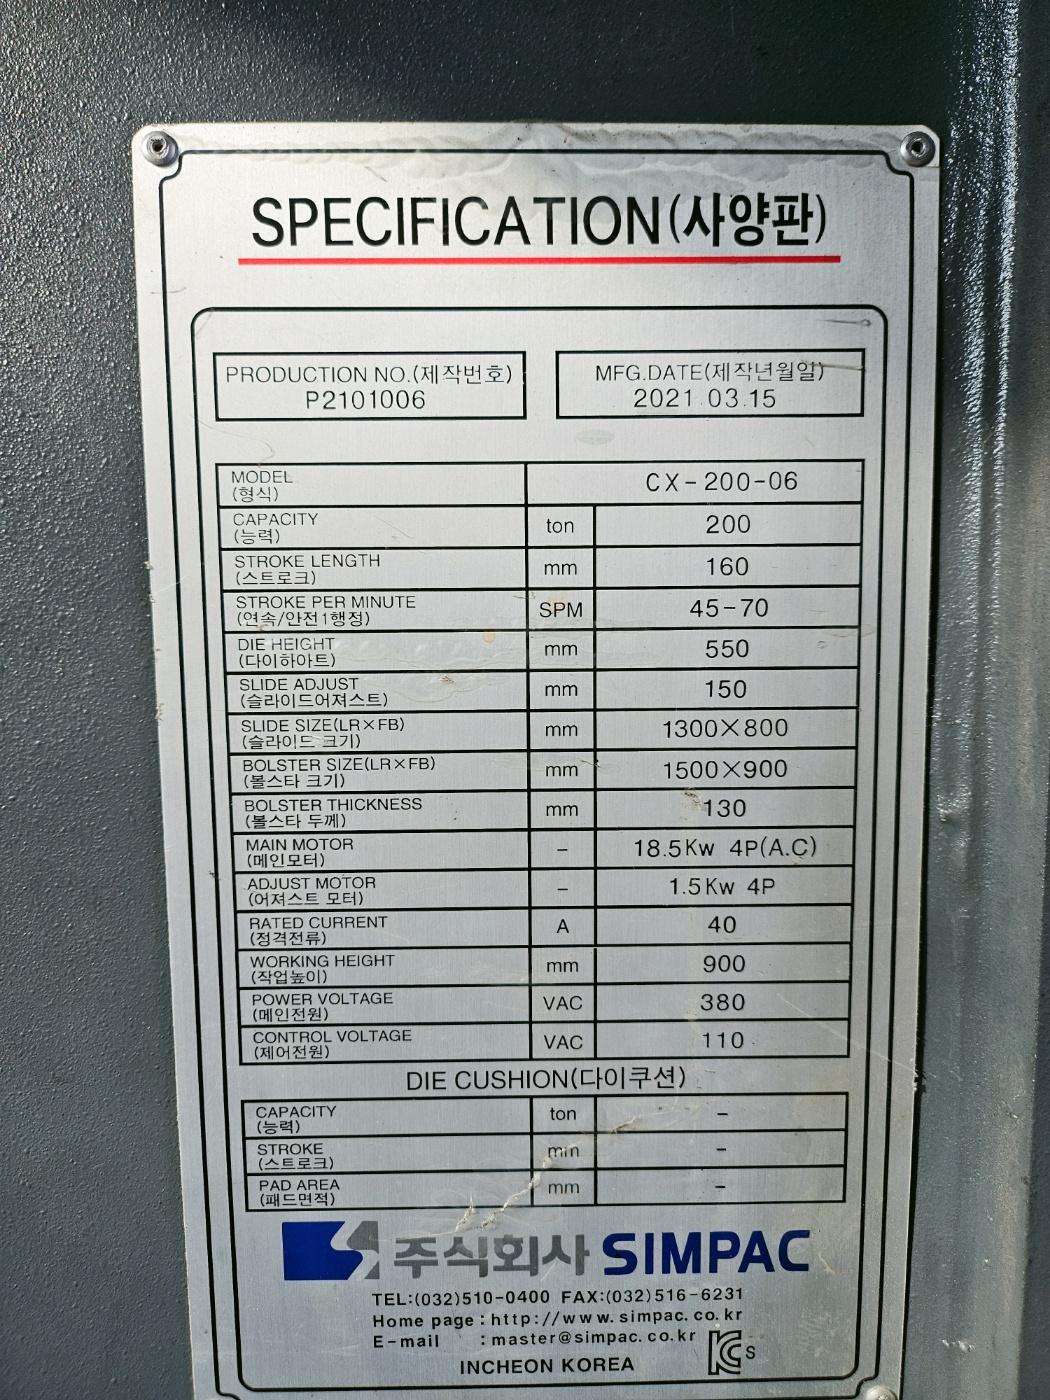 SPECIFICATION(사양판)
PRODUCTION NO.(제작번호)
P2101006
MFG.DATE(제작년월일)
2021.03.15
MODEL
(형식)
CX-200-06
CAPACITY
(능력)
ton
200
STROKE LENGTH
(스트로크)
mm
160
STROKE PER MINUTE
(연속/안전1행정)
SPM
45-70
DIE HEIGHT
(다이하아트)
mm
550
SLIDE ADJUST
(슬라이드어져스트)
mm
150
SLIDE SIZE(LR×FB)
(슬라이드 크기)
mm
1300×800
BOLSTER SIZE(LR×FB)
(볼스타 크기)
mm
1500×900
BOLSTER THICKNESS
(볼스타 두께)
mm
130
MAIN MOTOR
(메인모터)
-
18.5Kw 4P(A.C)
ADJUST MOTOR
(어져스트 모터)
-
1.5Kw 4P
RATED CURRENT
(정격전류)
A
40
WORKING HEIGHT
(작업높이)
mm
900
POWER VOLTAGE
(메인전원)
VAC
380
CONTROL VOLTAGE
(제어전원)
VAC
110
DIE CUSHION(다이쿠션)
CAPACITY
(능력)
ton
-
STROKE
(스트로크)
mm
-
PAD AREA
(패드면적)
mm
-
주식회사 SIMPAC
TEL:(032)510-0400 FAX:(032)516-6231
Home page:http://www.simpac.co.kr
E-mail :master@simpac.co.kr
KC S
INCHEON KOREA